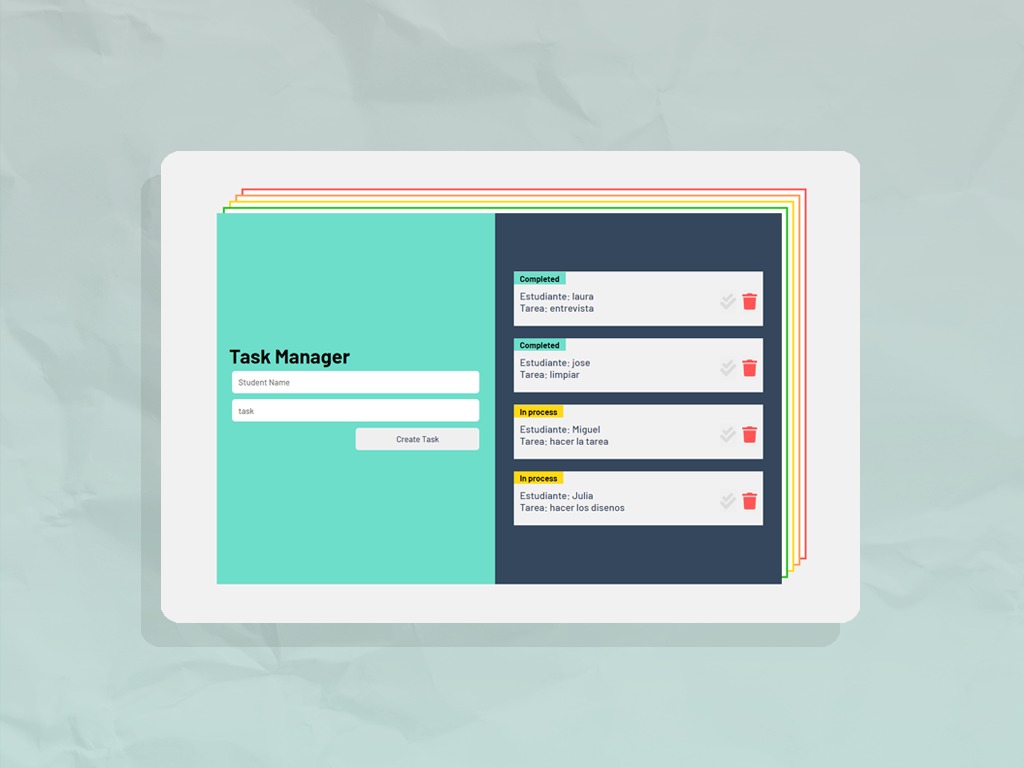 Task Manager
Student Name
task
Create Task
Completed
Estudiante: laura
Tarea: entrevista
Completed
Estudiante: jose
Tarea: limpiar
In process
Estudiante: Miguel
Tarea: hacer la tarea
In process
Estudiante: Julia
Tarea: hacer los disenos